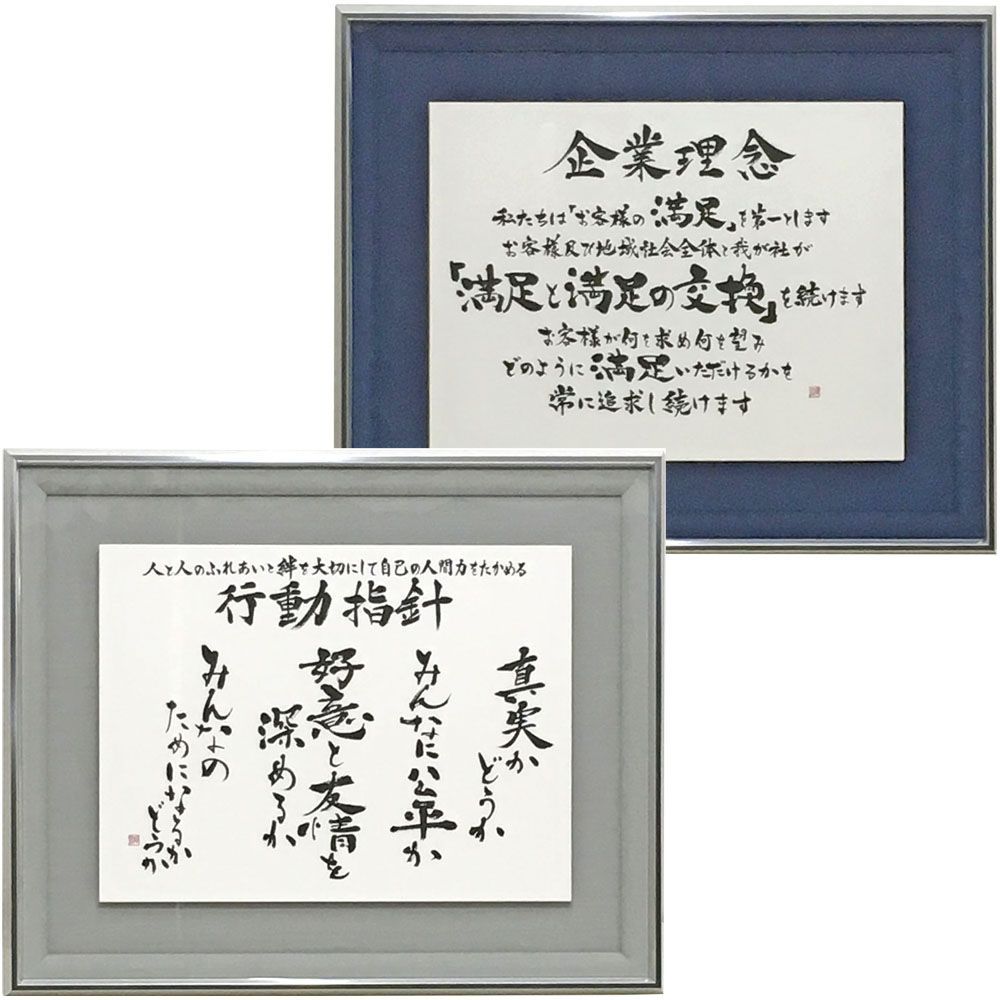 企業理念
私たちは「お客様の満足」を第一とします
お客様及び地域社会全体と我が社が
「満足と満足の交換」を続けます
お客様が何を求め何を望み
どのように満足いただけるかを
常に追求し続けます
人と人のふれあいと絆を大切にして自己の人間力をたかめる
行動指針
真実か
どうか
みんなに公平か
好意と友情を
深めるか
みんなの
ためになるか
どうか